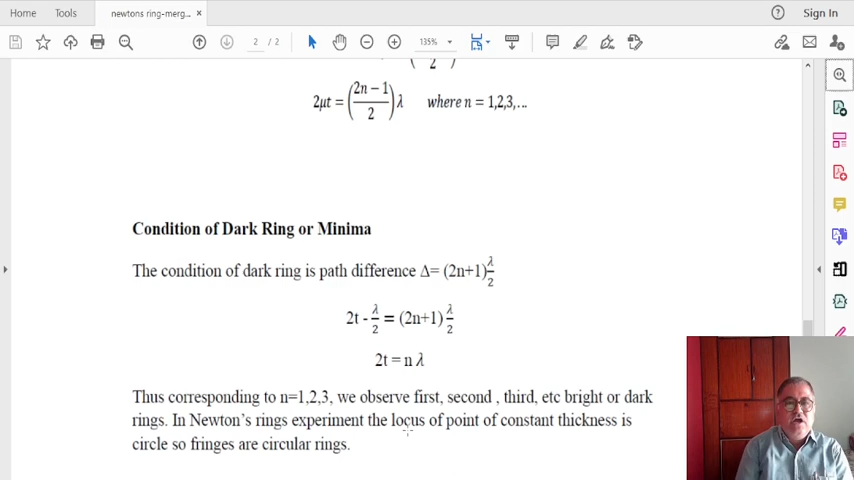 Home Tools newtons ring-merg... × ? Sign In
2 / 2 135%
2
2μt = (2n − 1 / 2) λ where n = 1,2,3,...
Condition of Dark Ring or Minima
The condition of dark ring is path difference Δ= (2n+1) λ/2
2t - λ/2 = (2n+1) λ/2
2t = n λ
Thus corresponding to n=1,2,3, we observe first, second , third, etc bright or dark
rings. In Newton's rings experiment the locus of point of constant thickness is
circle so fringes are circular rings.